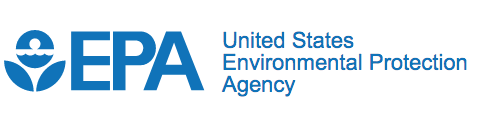 EPA
United States
Environmental Protection
Agency